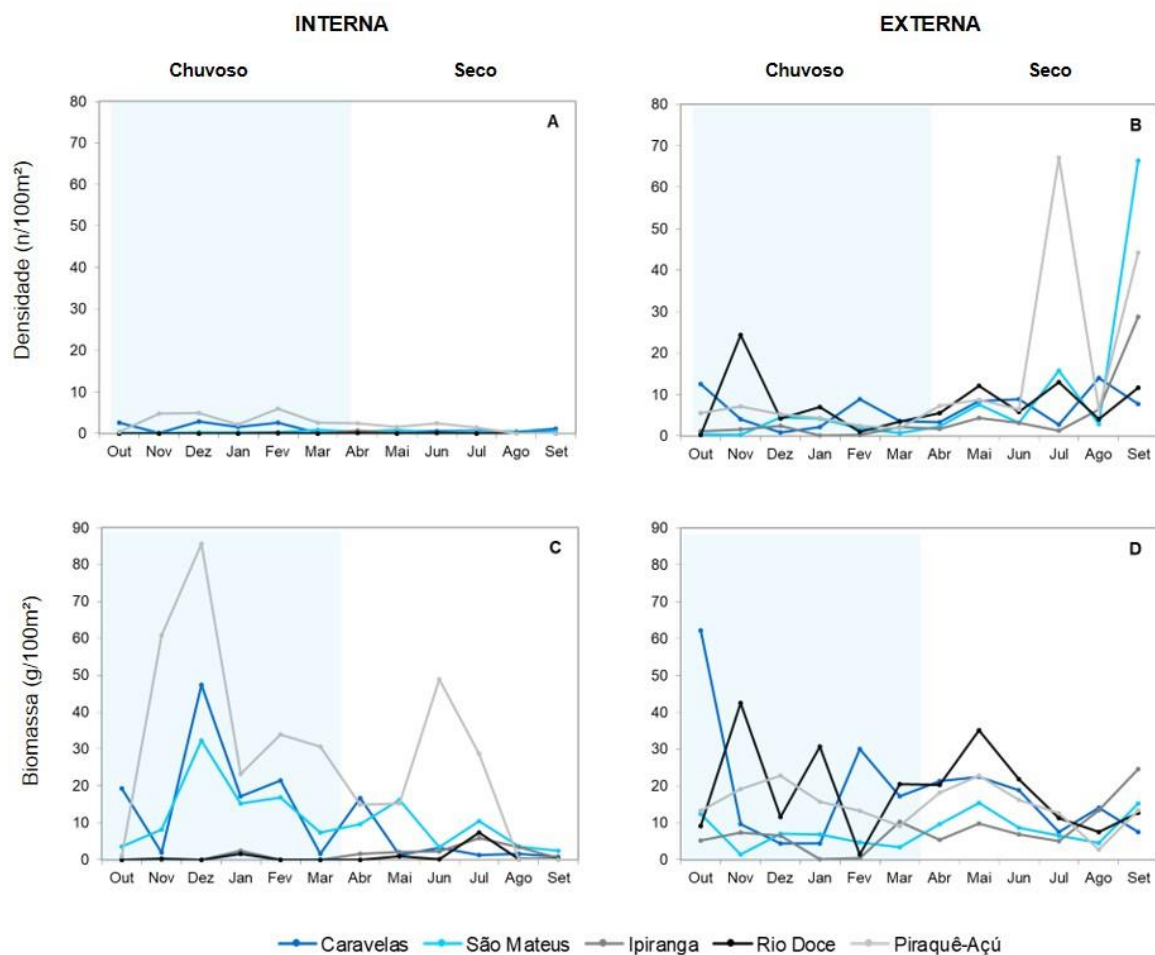 INTERNA EXTERNA
Chuvoso Seco Chuvoso Seco
Densidade (n/100m²)
80
70
60
50
40
30
20
10
0
A
Out Nov Dez Jan Fev Mar Abr Mai Jun Jul Ago Set
80
70
60
50
40
30
20
10
0
B
Out Nov Dez Jan Fev Mar Abr Mai Jun Jul Ago Set
Biomassa (g/100m²)
90
80
70
60
50
40
30
20
10
0
C
Out Nov Dez Jan Fev Mar Abr Mai Jun Jul Ago Set
90
80
70
60
50
40
30
20
10
0
D
Out Nov Dez Jan Fev Mar Abr Mai Jun Jul Ago Set
Caravelas São Mateus Ipiranga Rio Doce Piraquê-Açú